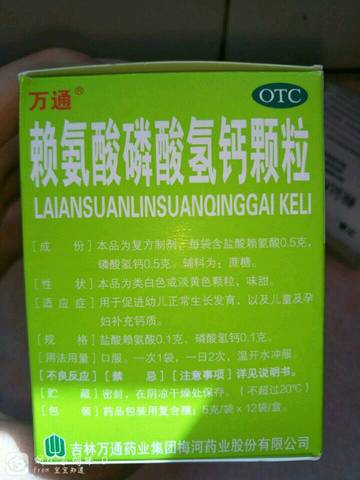 万通®
OTC
赖氨酸磷酸氢钙颗粒
LAIANSUANLINSUANQINGGAI KELI
[成 份] 本品为复方制剂，每袋含盐酸赖氨酸0.5克，
磷酸氢钙0.5克。辅料为：蔗糖。
[性 状] 本品为类白色或淡黄色颗粒，味甜。
[适 应 症] 用于促进幼儿正常生长发育，以及儿童及孕
妇补充钙质。
[规 格] 盐酸赖氨酸0.1克、磷酸氢钙0.1克。
[用法用量] 口服。一次1袋，一日2次，温开水冲服。
[不良反应] [禁 忌] [注意事项] 详见说明书。
[贮 藏] 密封，在阴凉干燥处保存。（不超过20℃）
[包 装] 药品包装用复合膜；5克/袋×12袋/盒。
吉林万通药业集团梅河药业股份有限公司
from